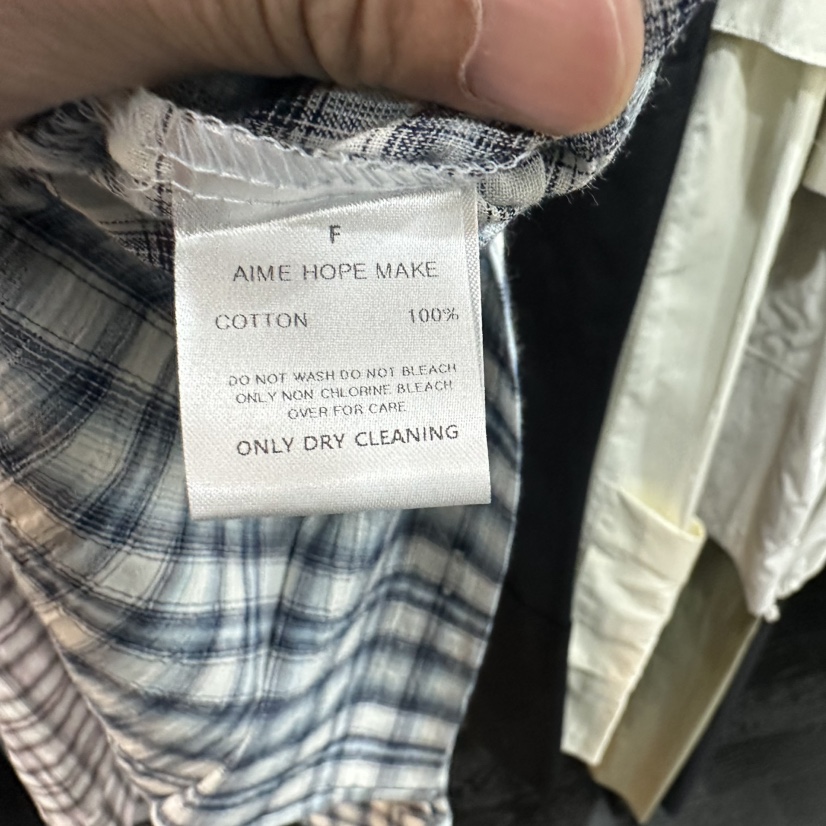 F
AIME HOPE MAKE
COTTON 100%
DO NOT WASH DO NOT BLEACH
ONLY NON CHLORINE BLEACH
OVER FOR CARE
ONLY DRY CLEANING